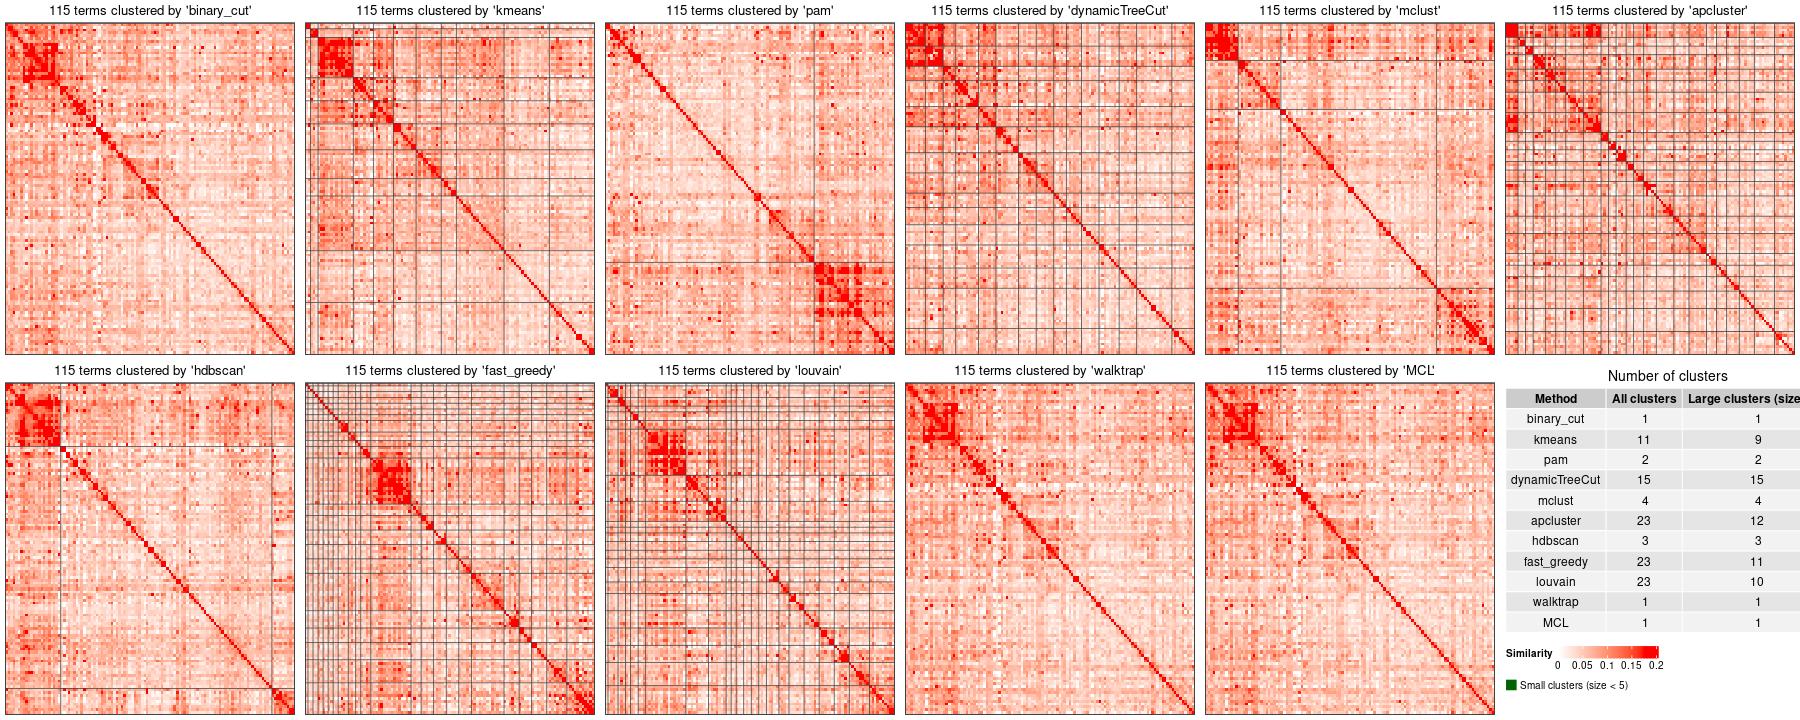 115 terms clustered by 'binary_cut'
115 terms clustered by 'kmeans'
115 terms clustered by 'pam'
115 terms clustered by 'dynamicTreeCut'
115 terms clustered by 'mclust'
115 terms clustered by 'apcluster'
115 terms clustered by 'hdbscan'
115 terms clustered by 'fast_greedy'
115 terms clustered by 'louvain'
115 terms clustered by 'walktrap'
115 terms clustered by 'MCL'
Number of clusters
Method All clusters Large clusters (size
binary_cut 1 1
kmeans 11 9
pam 2 2
dynamicTreeCut 15 15
mclust 4 4
apcluster 23 12
hdbscan 3 3
fast_greedy 23 11
louvain 23 10
walktrap 1 1
MCL 1 1
Similarity
0 0.05 0.1 0.15 0.2
Small clusters (size < 5)